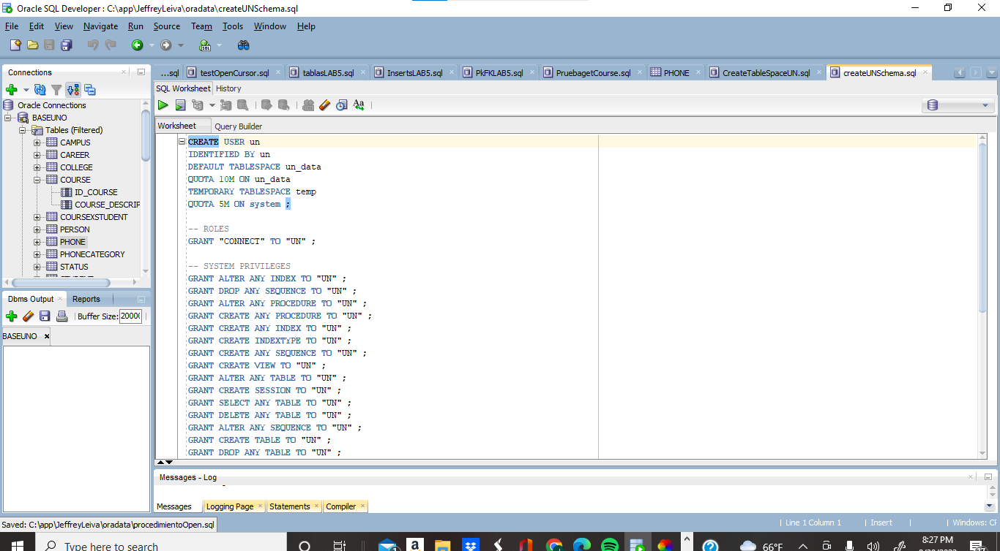 Oracle SQL Developer : C:\app\JeffreyLeiva\oradata\createUNSchema.sql
File Edit View Navigate Run Source Team Tools Window Help
Connections
Oracle Connections
BASEUNO
Tables (Filtered)
CAMPUS
CAREER
COLLEGE
COURSE
ID_COURSE
COURSE_DESCRIP
COURSEXSTUDENT
PERSON
PHONE
PHONECATEGORY
STATUS
Dbms Output
Reports
Buffer Size: 2000
BASEUNO
...sql testOpenCursor.sql tablasLAB5.sql InsertsLAB5.sql PkFKLAB5.sql PruebagetCourse.sql PHONE CreateTableSpaceUN.sql createUNSchema.sql
SQL Worksheet History
Aa
Worksheet Query Builder
CREATE USER un
IDENTIFIED BY un
DEFAULT TABLESPACE un_data
QUOTA 10M ON un_data
TEMPORARY TABLESPACE temp
QUOTA 5M ON system ;
-- ROLES
GRANT "CONNECT" TO "UN" ;
-- SYSTEM PRIVILEGES
GRANT ALTER ANY INDEX TO "UN" ;
GRANT DROP ANY SEQUENCE TO "UN" ;
GRANT ALTER ANY PROCEDURE TO "UN" ;
GRANT CREATE ANY PROCEDURE TO "UN" ;
GRANT CREATE ANY INDEX TO "UN" ;
GRANT CREATE INDEXTYPE TO "UN" ;
GRANT CREATE ANY SEQUENCE TO "UN" ;
GRANT CREATE VIEW TO "UN" ;
GRANT ALTER ANY TABLE TO "UN" ;
GRANT CREATE SESSION TO "UN" ;
GRANT SELECT ANY TABLE TO "UN" ;
GRANT DELETE ANY TABLE TO "UN" ;
GRANT ALTER ANY SEQUENCE TO "UN" ;
GRANT CREATE TABLE TO "UN" ;
GRANT DROP ANY TABLE TO "UN" ;
Messages - Log
Messages Logging Page Statements Compiler
Saved: C:\app\JeffreyLeiva\oradata\procedimientoOpen.sql
Line 1 Column 1
Insert
Windows: CF
Type here to search
66°F
8:27 PM